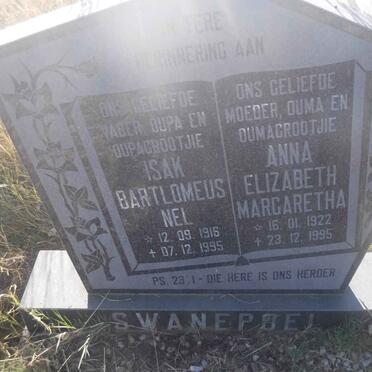 TERE
HERINNERING AAN
ONS GELIEFDE
VADER, OUPA EN
OUPAGROOTJIE
ISAK
BARTLOMEUS
NEL
* 12.09.1916
+ 07.12.1995
ONS GELIEFDE
MOEDER, OUMA EN
OUMAGROOTJIE
ANNA
ELIZABETH
MARGARETHA
* 16.01.1922
+ 23.12.1995
PS. 23:1 - DIE HERE IS ONS HERDER
SWANEPOEL